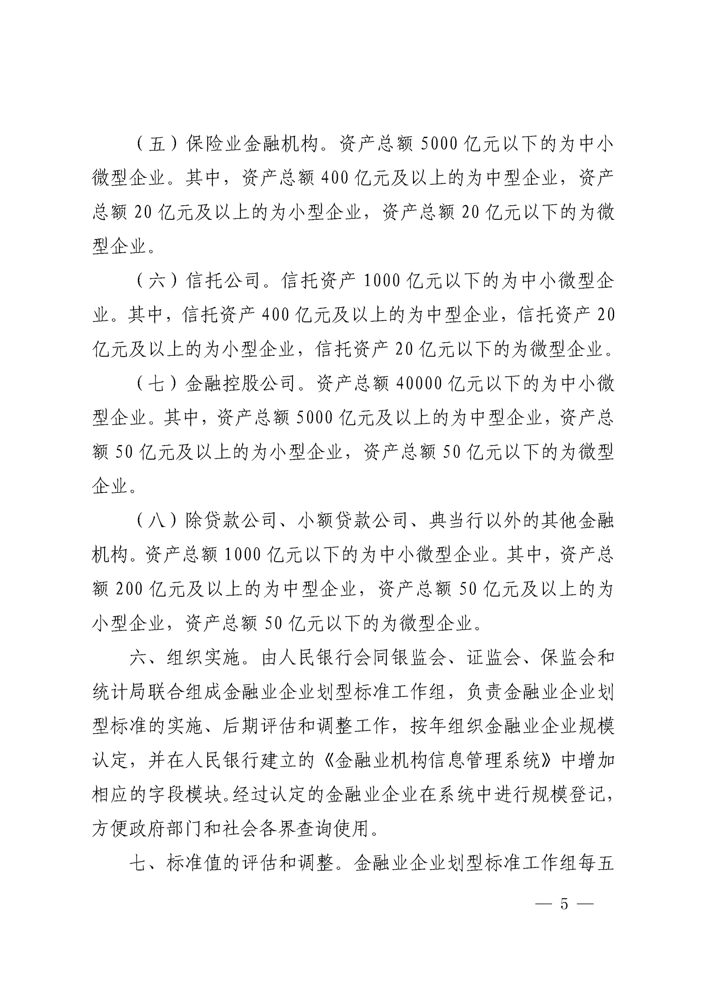 （五）保险业金融机构。资产总额 5000 亿元以下的为中小
微型企业。其中，资产总额 400 亿元及以上的为中型企业，资产
总额 20 亿元及以上的为小型企业，资产总额 20 亿元以下的为微
型企业。
（六）信托公司。信托资产 1000 亿元以下的为中小微型企
业。其中，信托资产 400 亿元及以上的为中型企业，信托资产 20
亿元及以上的为小型企业，信托资产 20 亿元以下的为微型企业。
（七）金融控股公司。资产总额 40000 亿元以下的为中小微
型企业。其中，资产总额 5000 亿元及以上的为中型企业，资产总
额 50 亿元及以上的为小型企业，资产总额 50 亿元以下的为微型
企业。
（八）除贷款公司、小额贷款公司、典当行以外的其他金融
机构。资产总额 1000 亿元以下的为中小微型企业。其中，资产总
额 200 亿元及以上的为中型企业，资产总额 50 亿元及以上的为
小型企业，资产总额 50 亿元以下的为微型企业。
六、组织实施。由人民银行会同银监会、证监会、保监会和
统计局联合组成金融业企业划型标准工作组，负责金融业企业划
型标准的实施、后期评估和调整工作，按年组织金融业企业规模
认定，并在人民银行建立的《金融业机构信息管理系统》中增加
相应的字段模块。经过认定的金融业企业在系统中进行规模登记，
方便政府部门和社会各界查询使用。
七、标准值的评估和调整。金融业企业划型标准工作组每五
— 5 —